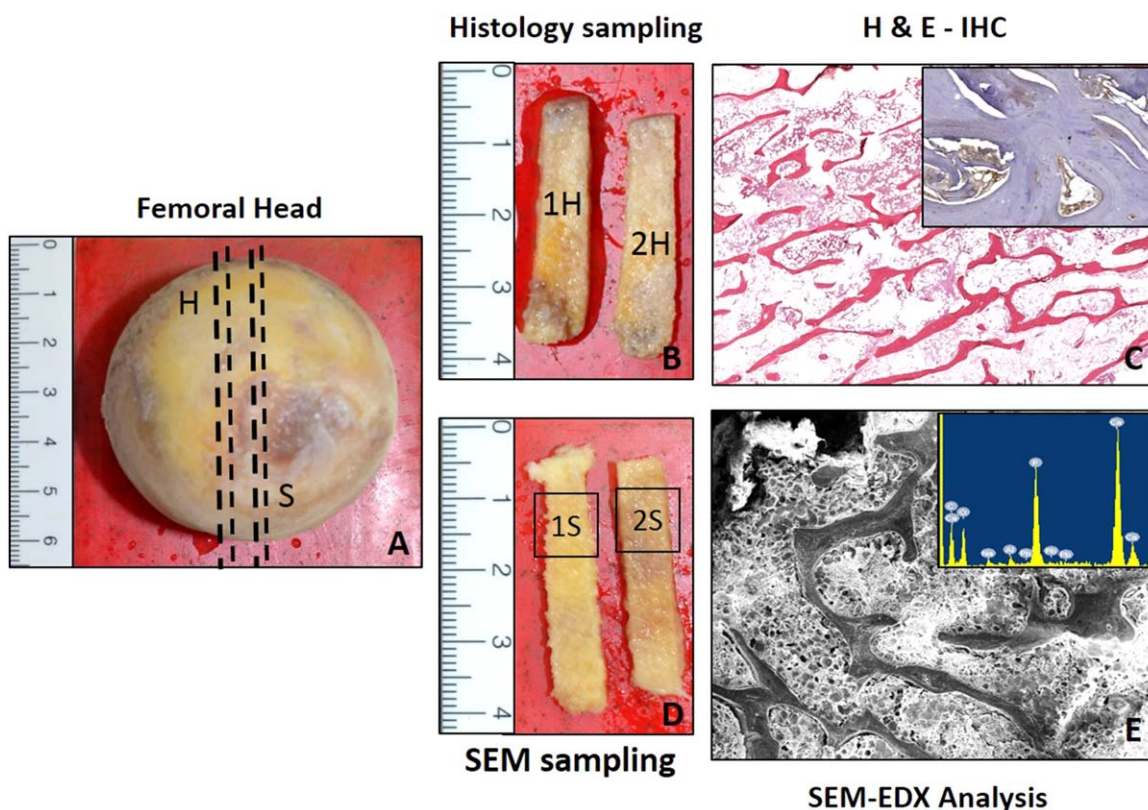 Histology sampling
H & E - IHC
Femoral Head
0
1
2
3
4
5
6
H
S
A
0
1
2
3
4
1H
2H
B
C
0
1
2
3
4
1S
2S
D
E
SEM sampling
SEM-EDX Analysis